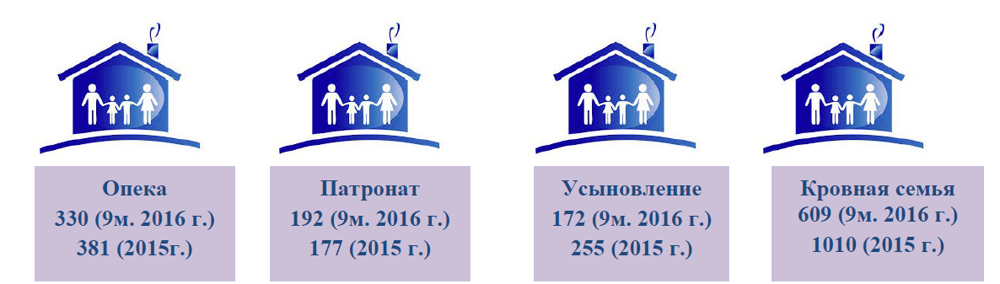 Опека
330 (9м. 2016 г.)
381 (2015г.)
Патронат
192 (9м. 2016 г.)
177 (2015 г.)
Усыновление
172 (9м. 2016 г.)
255 (2015 г.)
Кровная семья
609 (9м. 2016 г.)
1010 (2015 г.)